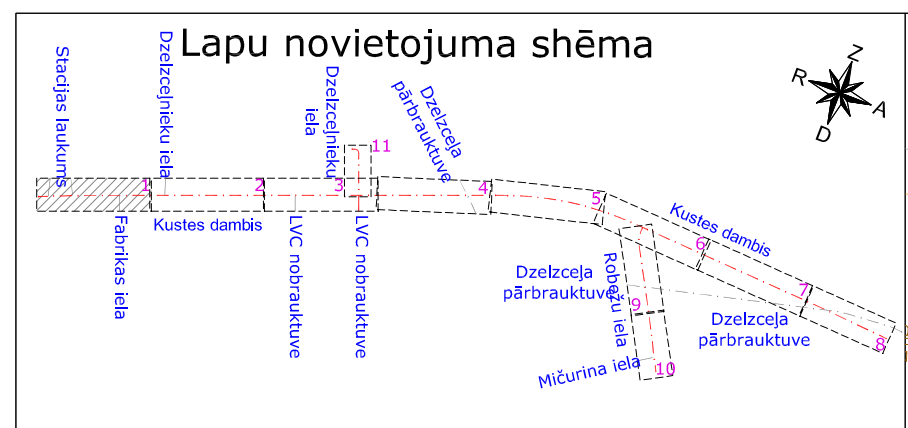 Lapu novietojuma shēma
Stacijas laukums
Dzelzceļnieku iela
Dzelzceļnieku
iela
Dzelzceļa
pārbrauktuve
Z
R
A
D
11
1
2
3
4
5
Fabrikas iela
Kustes dambis
LVC nobrauktuve
LVC nobrauktuve
Kustes dambis
6
7
8
Dzelzceļa
pārbrauktuve
Robežu iela
9
Dzelzceļa
pārbrauktuve
Mičurina iela
10